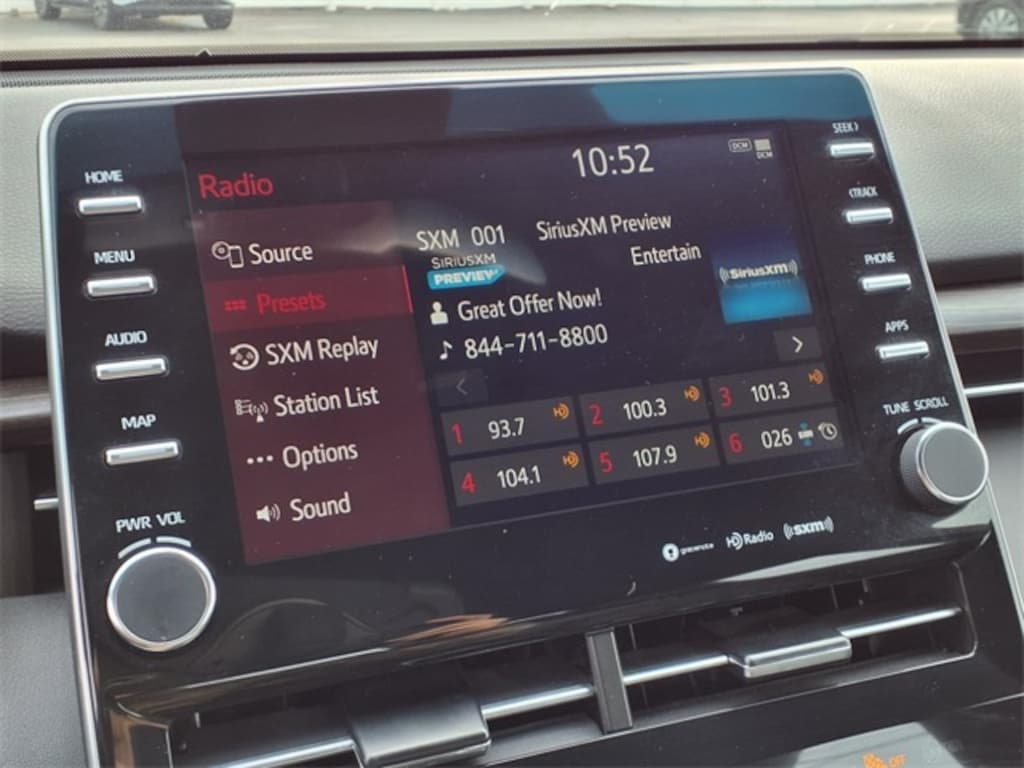 HOME
MENU
AUDIO
MAP
PWR VOL
Radio
10:52
DCM
DCM
Source
Presets
SXM Replay
Station List
Options
Sound
SXM 001
SiriusXM Preview
SIRIUSXM
PREVIEW
Entertain
((SiriusXM))
Great Offer Now!
844-711-8800
1 93.7
2 100.3
3 101.3
4 104.1
5 107.9
6 026
gracenote
HD Radio
((SXM))
SEEK >
< TRACK
PHONE
APPS
TUNE SCROLL
OFF